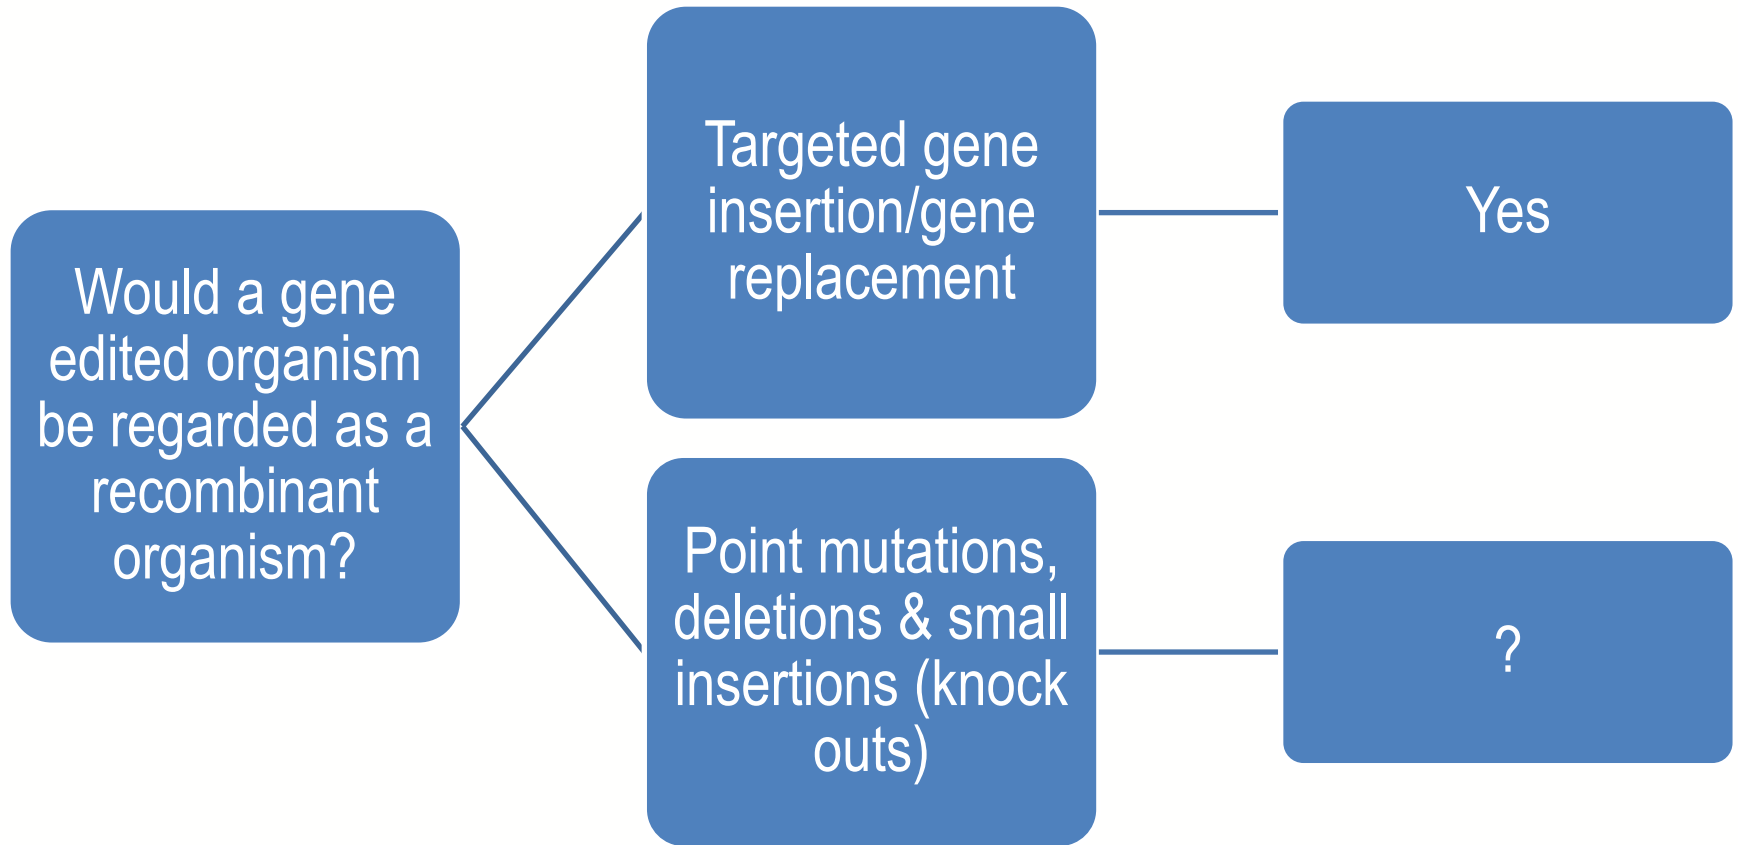 Would a gene
edited organism
be regarded as a
recombinant
organism?
Targeted gene
insertion/gene
replacement
Yes
Point mutations,
deletions & small
insertions (knock
outs)
?